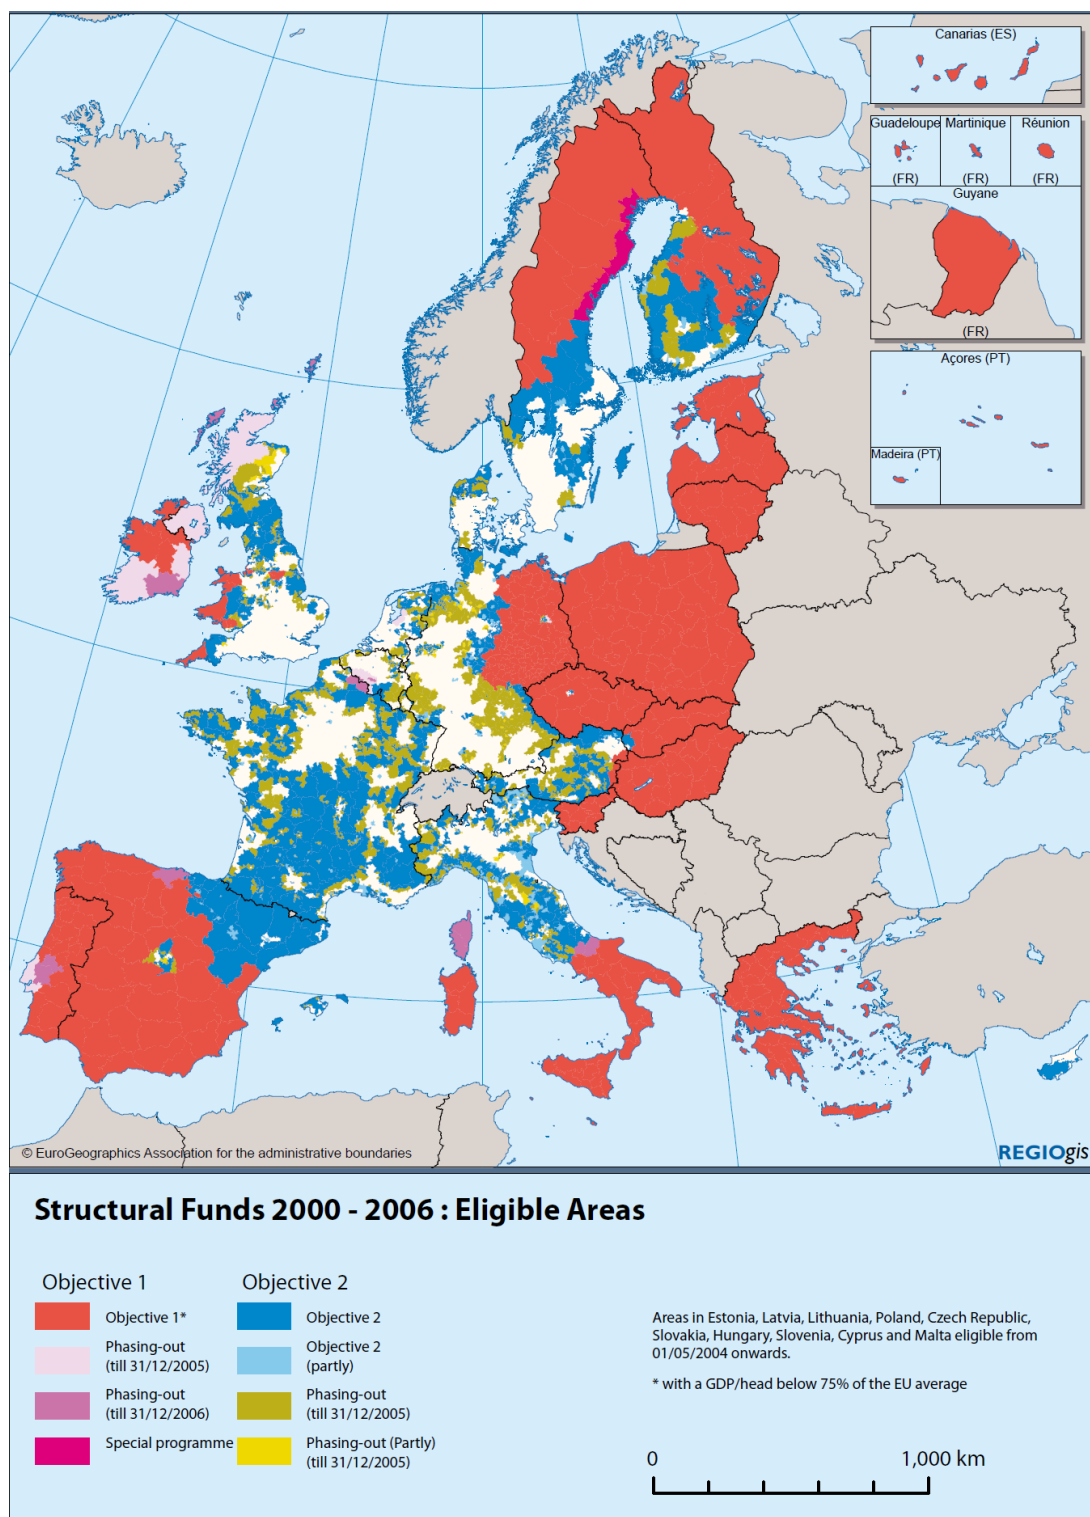 Canarias (ES)
Guadeloupe
Martinique
Réunion
(FR)
(FR)
(FR)
Guyane
(FR)
Açores (PT)
Madeira (PT)
© EuroGeographics Association for the administrative boundaries
REGIOgis
Structural Funds 2000 - 2006 : Eligible Areas
Objective 1
Objective 1*
Phasing-out
(till 31/12/2005)
Phasing-out
(till 31/12/2006)
Special programme
Objective 2
Objective 2
Objective 2
(partly)
Phasing-out
(till 31/12/2005)
Phasing-out (Partly)
(till 31/12/2005)
Areas in Estonia, Latvia, Lithuania, Poland, Czech Republic,
Slovakia, Hungary, Slovenia, Cyprus and Malta eligible from
01/05/2004 onwards.
* with a GDP/head below 75% of the EU average
0
1,000 km